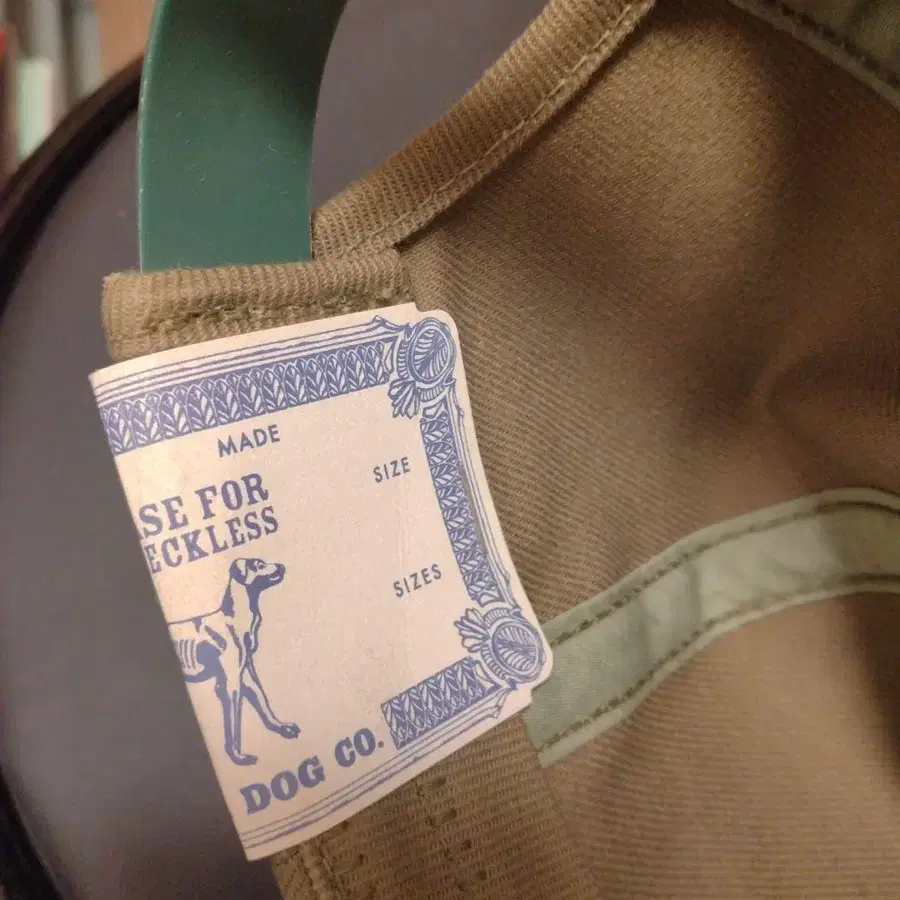 MADE
SE FOR
ECKLESS
SIZE
SIZES
DOG CO.